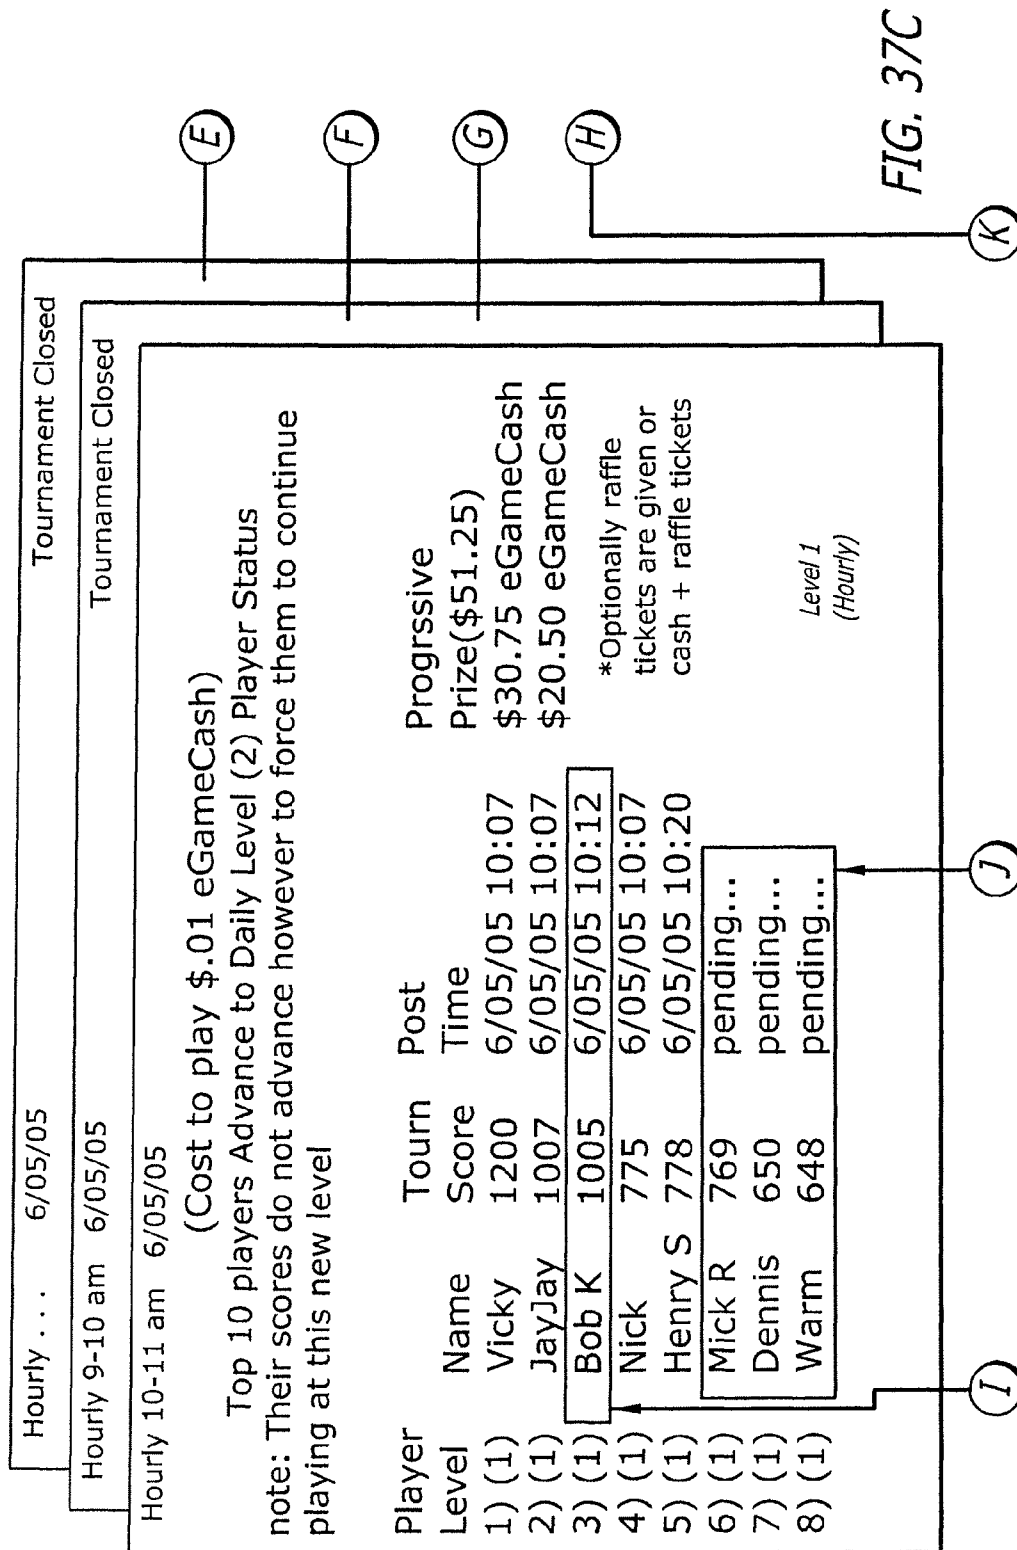 Hourly . . . 6/05/05 Tournament Closed
Hourly 9-10 am 6/05/05 Tournament Closed
Hourly 10-11 am 6/05/05
(Cost to play $.01 eGameCash)
Top 10 players Advance to Daily Level (2) Player Status
note: Their scores do not advance however to force them to continue
playing at this new level
Player Tourn Post Progrssive
Level Name Score Time Prize($51.25)
1) (1) Vicky 1200 6/05/05 10:07 $30.75 eGameCash
2) (1) JayJay 1007 6/05/05 10:07 $20.50 eGameCash
3) (1) Bob K 1005 6/05/05 10:12
4) (1) Nick 775 6/05/05 10:07
5) (1) Henry S 778 6/05/05 10:20
6) (1) Mick R 769 pending...
7) (1) Dennis 650 pending...
8) (1) Warm 648 pending...
*Optionally raffle
tickets are given or
cash + raffle tickets
Level 1
(Hourly)
E
F
G
H
I
J
K
FIG. 37C